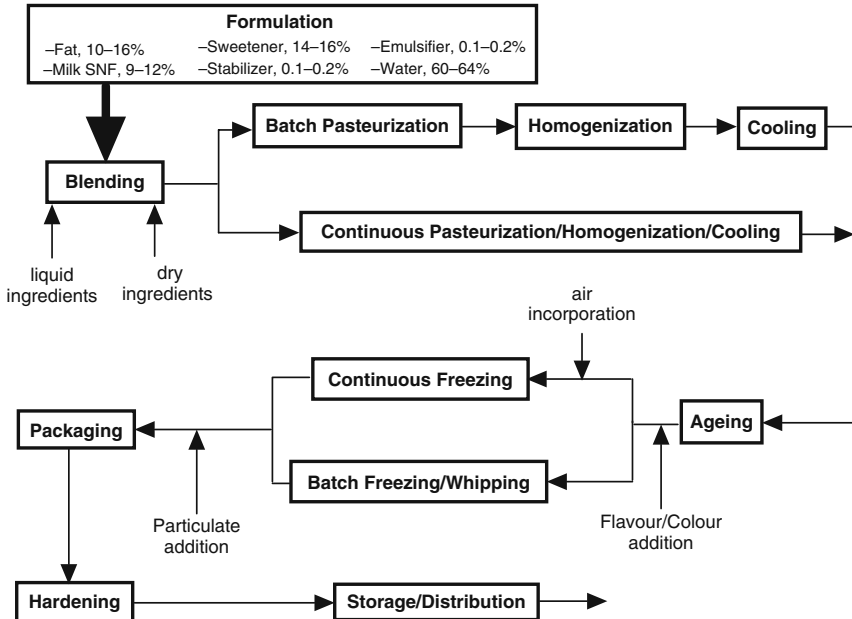 Formulation
–Fat, 10–16% –Sweetener, 14–16% –Emulsifier, 0.1–0.2%
–Milk SNF, 9–12% –Stabilizer, 0.1–0.2% –Water, 60–64%
Batch Pasteurization
Homogenization
Cooling
Blending
Continuous Pasteurization/Homogenization/Cooling
liquid
ingredients
dry
ingredients
air
incorporation
Continuous Freezing
Ageing
Packaging
Batch Freezing/Whipping
Particulate
addition
Flavour/Colour
addition
Hardening
Storage/Distribution